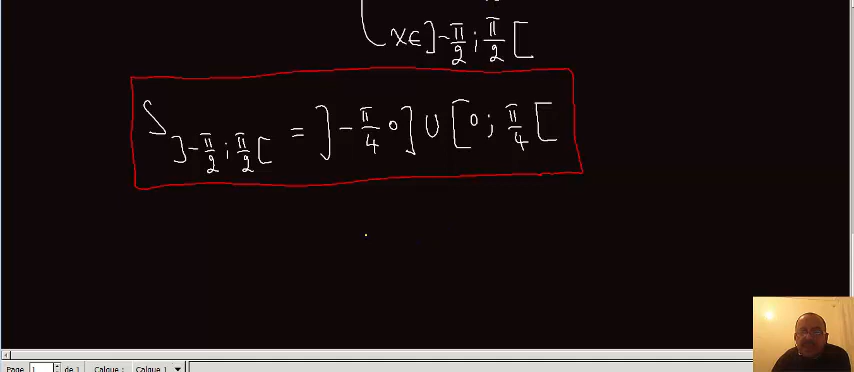 x∈]-π/2;π/2[
S]-π/2;π/2[ = ]-π/4 0] ∪ [0;π/4[
Page 1 de 1 Calque : Calque 1